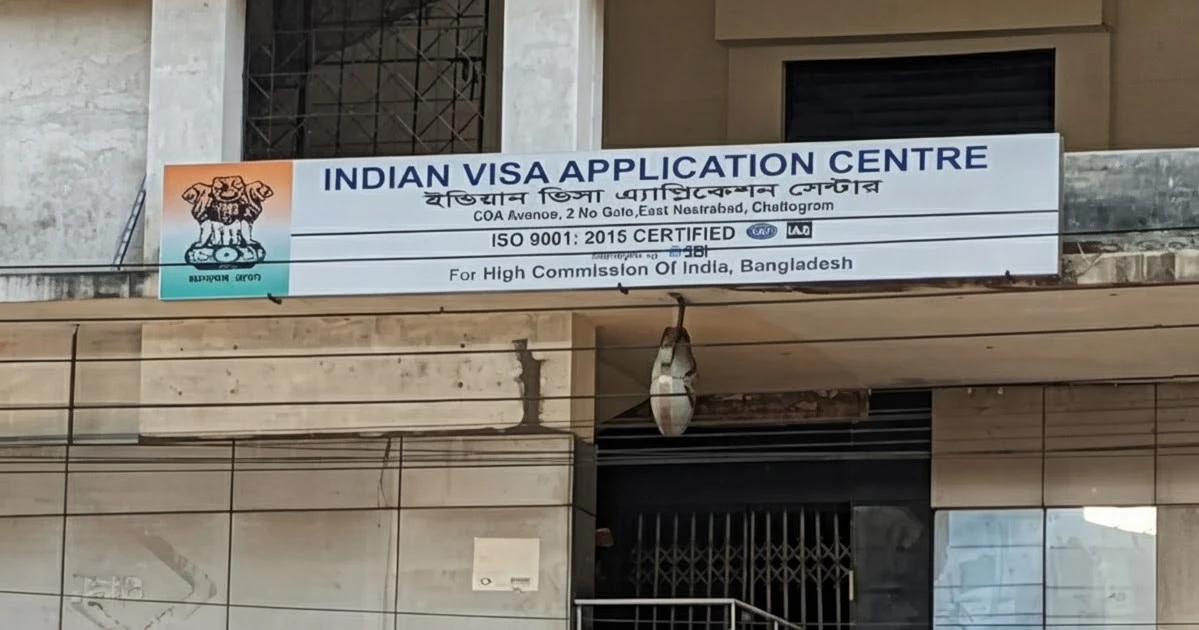 INDIAN VISA APPLICATION CENTRE
ইন্ডিয়ান ভিসা এ্যাপ্লিকেশন সেন্টার
COA Avenue, 2 No Gate,East Nasirabad, Chattogram
ISO 9001: 2015 CERTIFIED
SBI
For High Commission Of India, Bangladesh